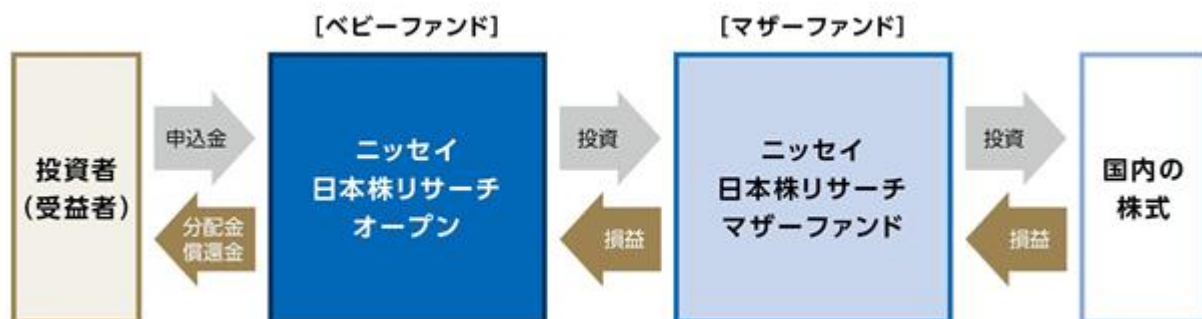 [ベビーファンド]
[マザーファンド]
投資者
(受益者)
申込金
分配金
償還金
ニッセイ
日本株リサーチ
オープン
投資
損益
ニッセイ
日本株リサーチ
マザーファンド
投資
損益
国内の
株式